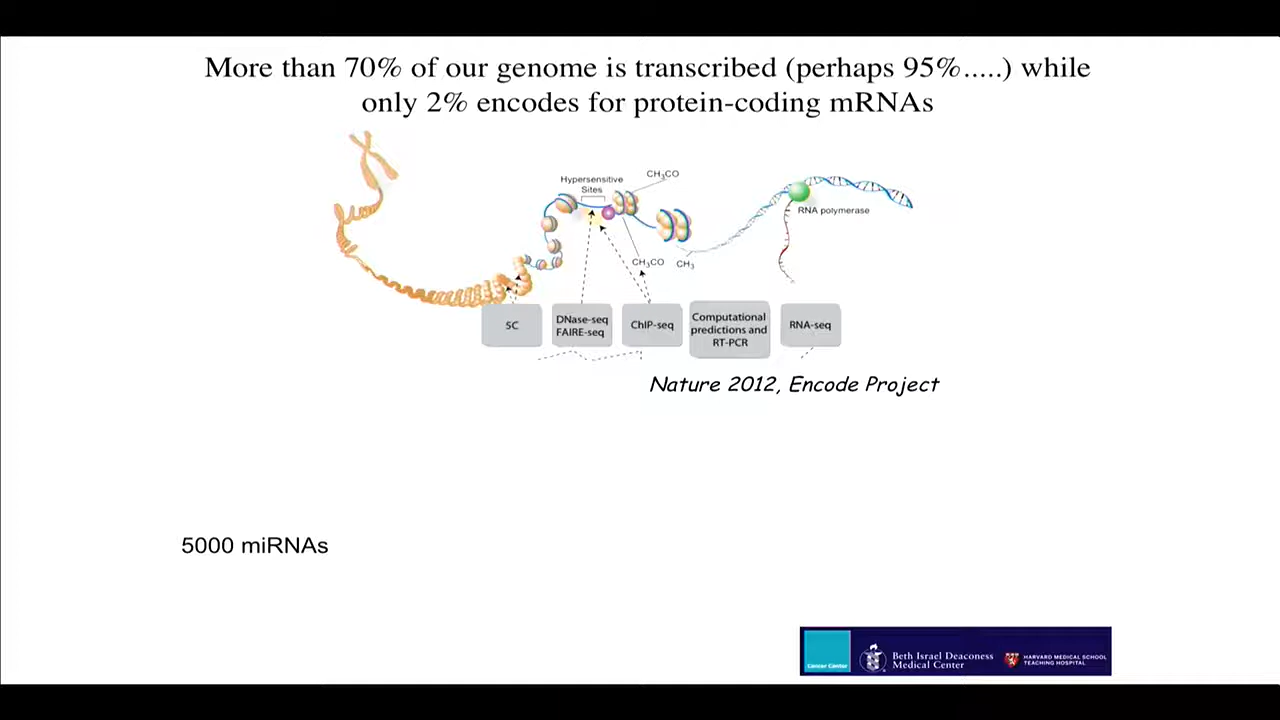 More than 70% of our genome is transcribed (perhaps 95%.....) while
only 2% encodes for protein-coding mRNAs
Hypersensitive
Sites
CH₃CO
RNA polymerase
CH₃CO
CH₃
5C
DNase-seq
FAIRE-seq
ChIP-seq
Computational
predictions and
RT-PCR
RNA-seq
Nature 2012, Encode Project
5000 miRNAs
Cancer Center
Beth Israel Deaconess
Medical Center
HARVARD MEDICAL SCHOOL
TEACHING HOSPITAL